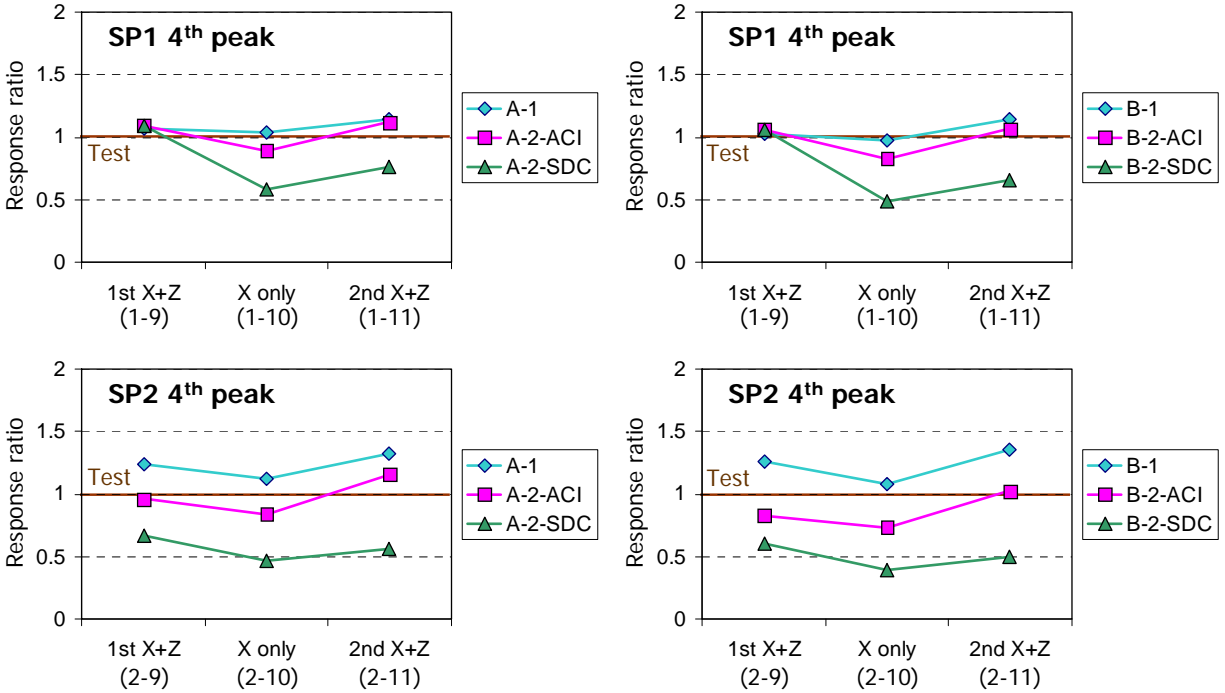 SP1 4th peak
Response ratio
2
1.5
1
0.5
0
Test
1st X+Z
(1-9)
X only
(1-10)
2nd X+Z
(1-11)
A-1
A-2-ACI
A-2-SDC
SP1 4th peak
Response ratio
2
1.5
1
0.5
0
Test
1st X+Z
(1-9)
X only
(1-10)
2nd X+Z
(1-11)
B-1
B-2-ACI
B-2-SDC
SP2 4th peak
Response ratio
2
1.5
1
0.5
0
Test
1st X+Z
(2-9)
X only
(2-10)
2nd X+Z
(2-11)
A-1
A-2-ACI
A-2-SDC
SP2 4th peak
Response ratio
2
1.5
1
0.5
0
Test
1st X+Z
(2-9)
X only
(2-10)
2nd X+Z
(2-11)
B-1
B-2-ACI
B-2-SDC